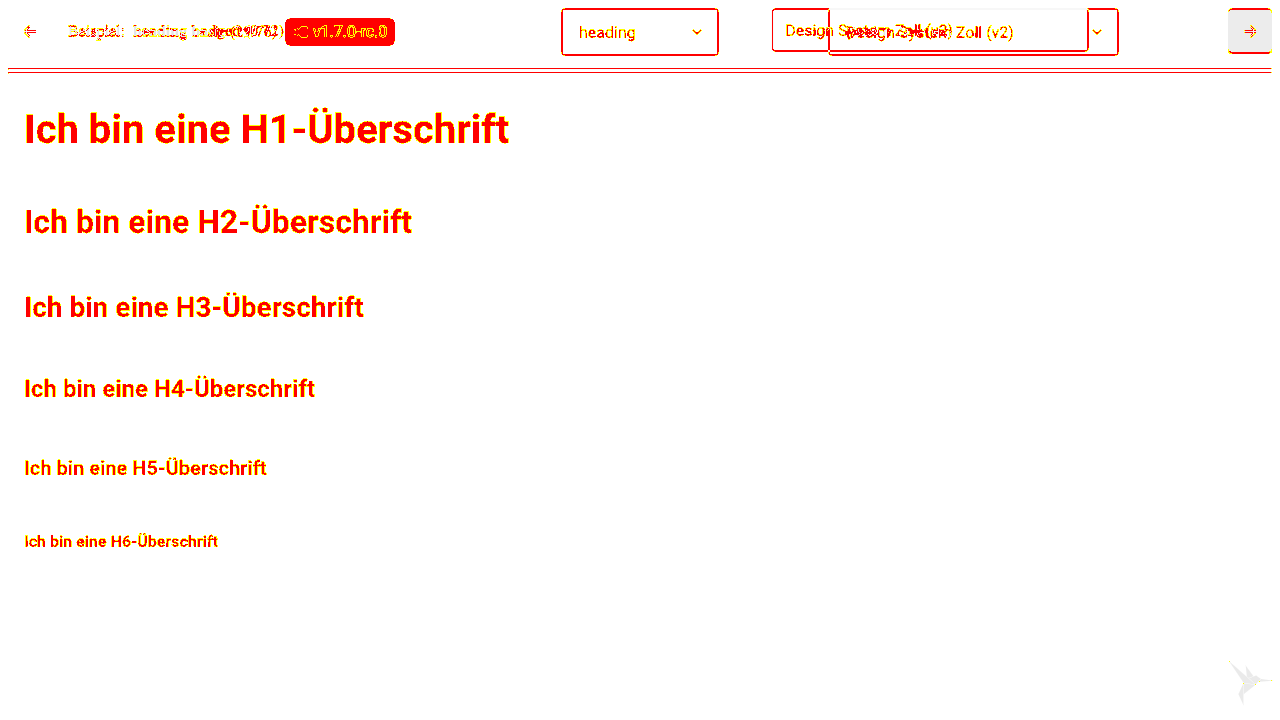 Beispiel: heading v1.7.0-rc.0 heading Design System Zoll (v2)
Ich bin eine H1-Überschrift
Ich bin eine H2-Überschrift
Ich bin eine H3-Überschrift
Ich bin eine H4-Überschrift
Ich bin eine H5-Überschrift
Ich bin eine H6-Überschrift